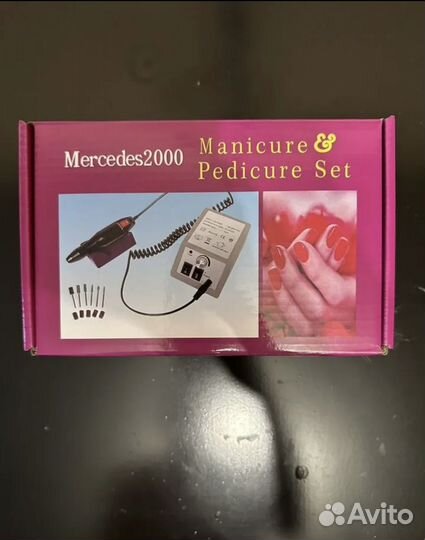 Mercedes2000
Manicure &
Pedicure Set
Avito